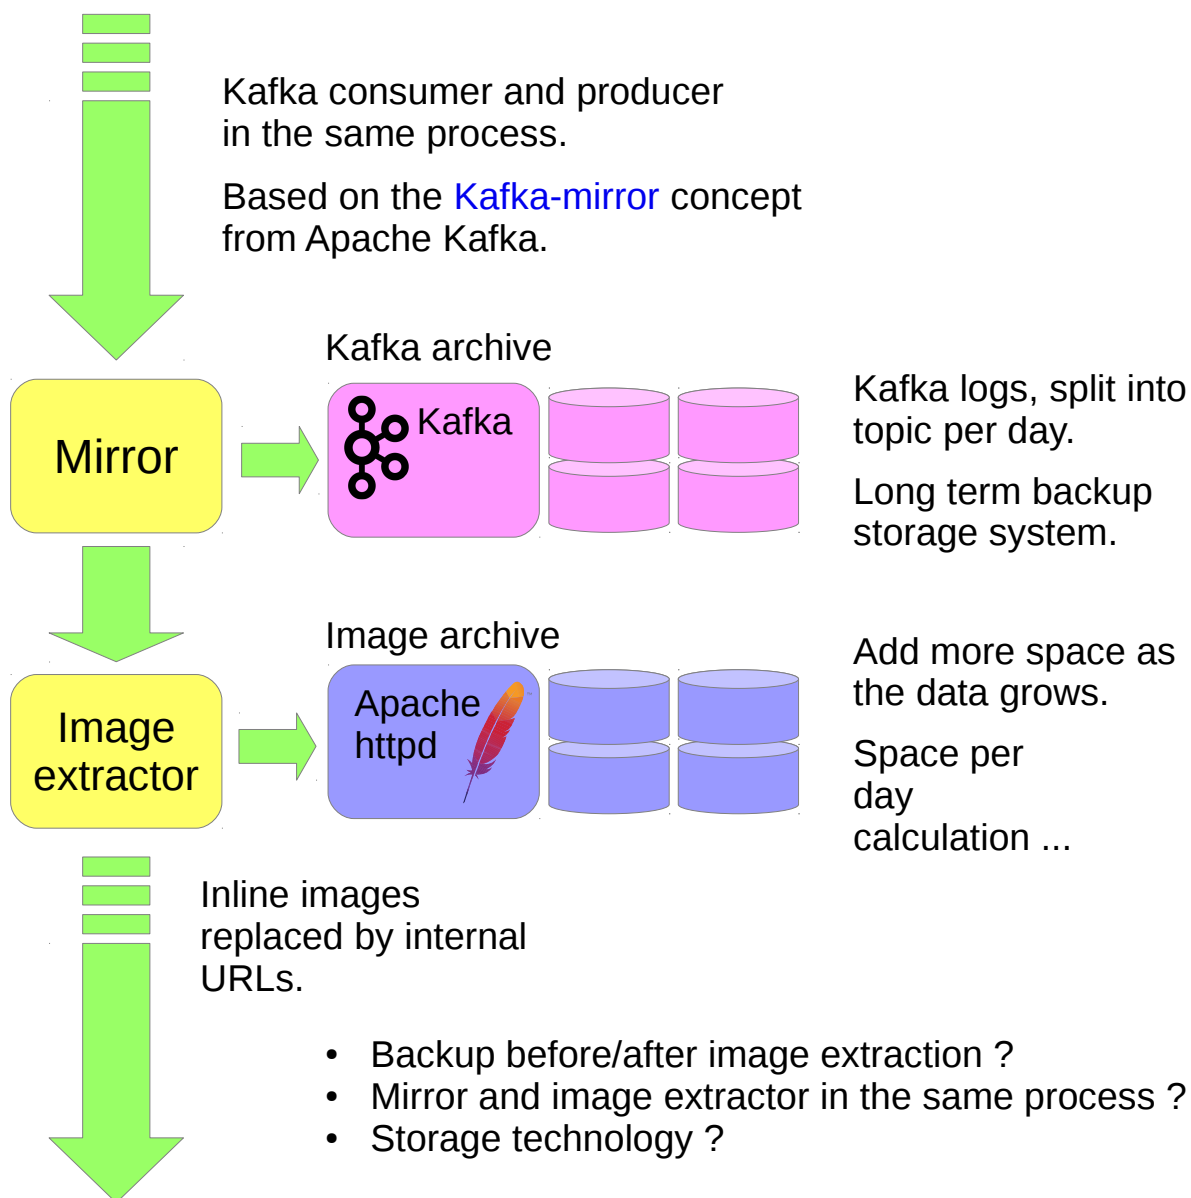 Kafka consumer and producer
in the same process.
Based on the Kafka-mirror concept
from Apache Kafka.
Kafka archive
Mirror
Kafka
Kafka logs, split into
topic per day.
Long term backup
storage system.
Image archive
Image
extractor
Apache
httpd
Add more space as
the data grows.
Space per
day
calculation ...
Inline images
replaced by internal
URLs.
• Backup before/after image extraction ?
• Mirror and image extractor in the same process ?
• Storage technology ?